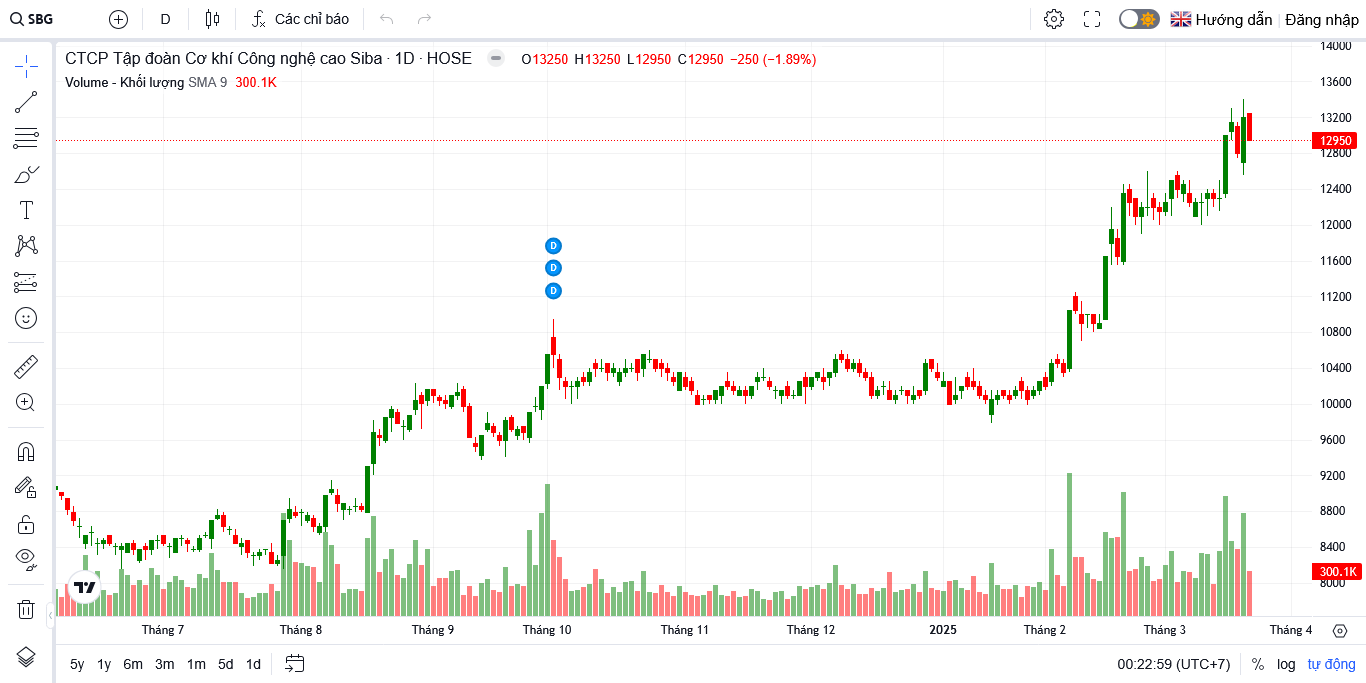 SBG D Các chỉ báo Hướng dẫn Đăng nhập
CTCP Tập đoàn Cơ khí Công nghệ cao Siba · 1D · HOSE O13250 H13250 L12950 C12950 −250 (−1.89%)
Volume - Khối lượng SMA 9 300.1K
14000
13600
13200
12950
12800
12400
12000
11600
11200
10800
10400
10000
9600
9200
8800
8400
300.1K
8000
D
D
D
Tháng 7 Tháng 8 Tháng 9 Tháng 10 Tháng 11 Tháng 12 2025 Tháng 2 Tháng 3 Tháng 4
5y 1y 6m 3m 1m 5d 1d 00:22:59 (UTC+7) % log tự động